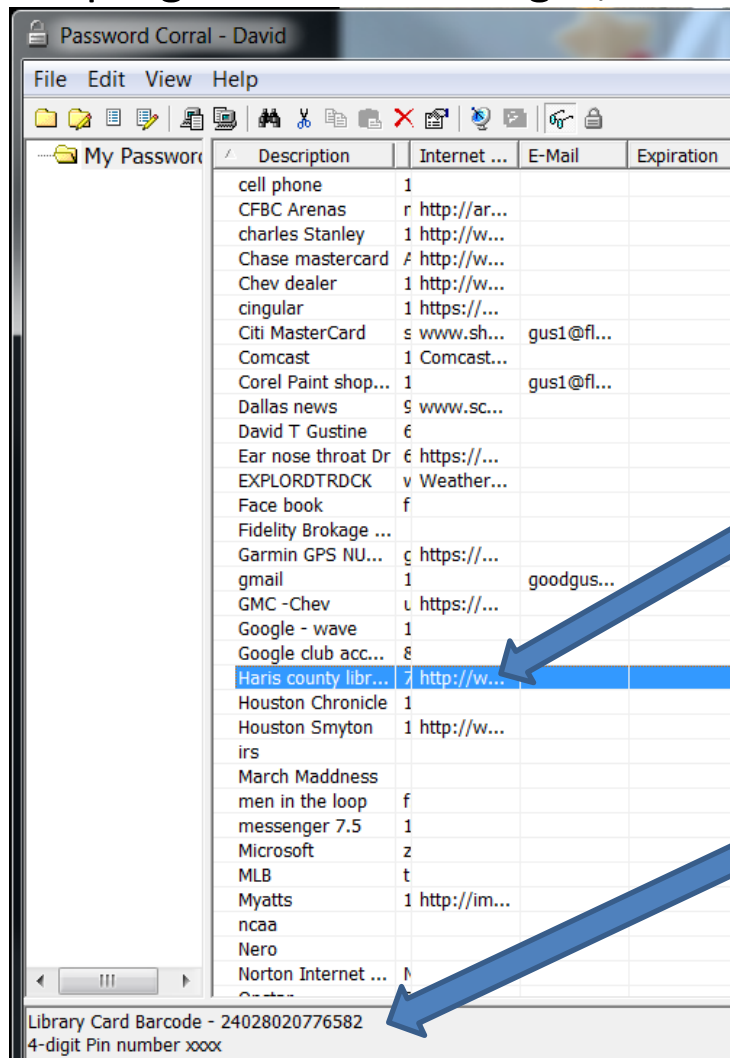 Password Corral - David
File Edit View Help
My Passwor
Description Internet ... E-Mail Expiration
cell phone 1
CFBC Arenas http://ar...
charles Stanley 1 http://w...
Chase mastercard http://w...
Chev dealer 1 http://w...
cingular 1 https://...
Citi MasterCard s www.sh... gus1@fl...
Comcast 1 Comcast...
Corel Paint shop... 1 gus1@fl...
Dallas news 9 www.sc...
David T Gustine 6
Ear nose throat Dr 6 https://...
EXPLORDTRDCK Weather...
Face book f
Fidelity Brokage ...
Garmin GPS NU... g https://...
gmail 1 goodgus...
GMC -Chev u https://...
Google - wave 1
Google club acc... 8
Haris county libr... 7 http://w...
Houston Chronicle 1
Houston Smyton 1 http://w...
irs
March Maddness
men in the loop f
messenger 7.5 1
Microsoft z
MLB t
Myatts 1 http://im...
ncaa
Nero
Norton Internet ... N
Library Card Barcode - 24028020776582
4-digit Pin number xxxx